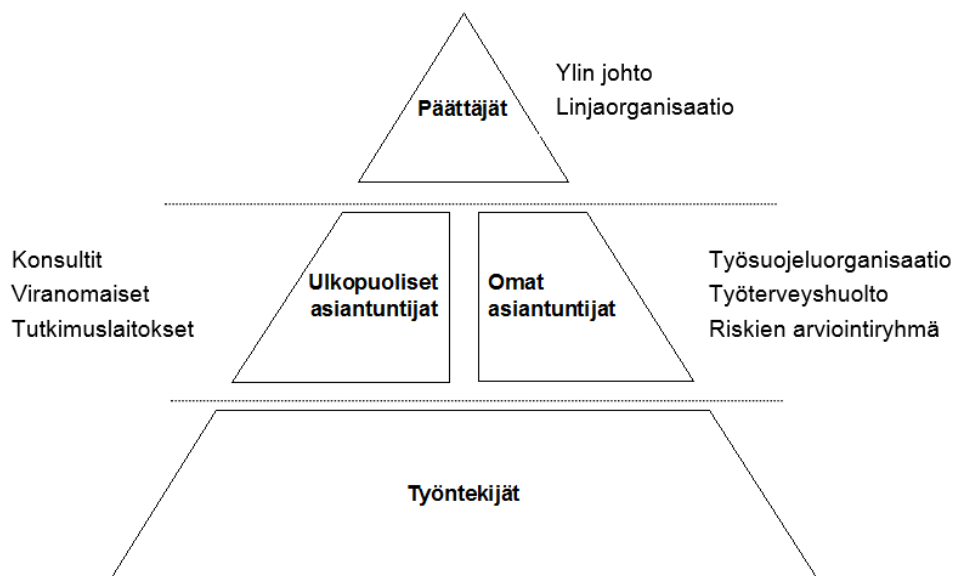 Päättäjät
Ylin johto
Linjaorganisaatio
Konsultit
Viranomaiset
Tutkimuslaitokset
Ulkopuoliset
asiantuntijat
Omat
asiantuntijat
Työsuojeluorganisaatio
Työterveyshuolto
Riskien arviointiryhmä
Työntekijät